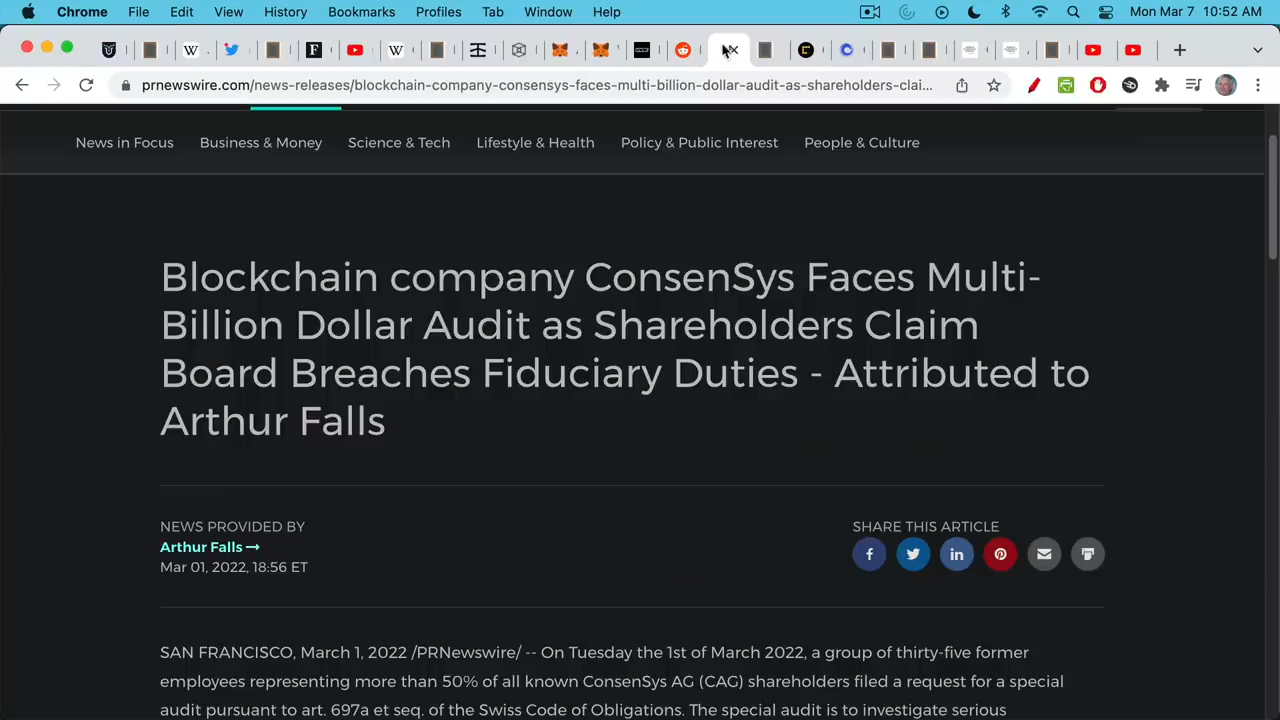 Chrome File Edit View History Bookmarks Profiles Tab Window Help Mon Mar 7 10:52 AM
prnewswire.com/news-releases/blockchain-company-consensys-faces-multi-billion-dollar-audit-as-shareholders-clai...
News in Focus Business & Money Science & Tech Lifestyle & Health Policy & Public Interest People & Culture
Blockchain company ConsenSys Faces Multi-
Billion Dollar Audit as Shareholders Claim
Board Breaches Fiduciary Duties - Attributed to
Arthur Falls
NEWS PROVIDED BY
Arthur Falls
Mar 01, 2022, 18:56 ET
SHARE THIS ARTICLE
SAN FRANCISCO, March 1, 2022 /PRNewswire/ -- On Tuesday the 1st of March 2022, a group of thirty-five former
employees representing more than 50% of all known ConsenSys AG (CAG) shareholders filed a request for a special
audit pursuant to art. 697a et seq. of the Swiss Code of Obligations. The special audit is to investigate serious